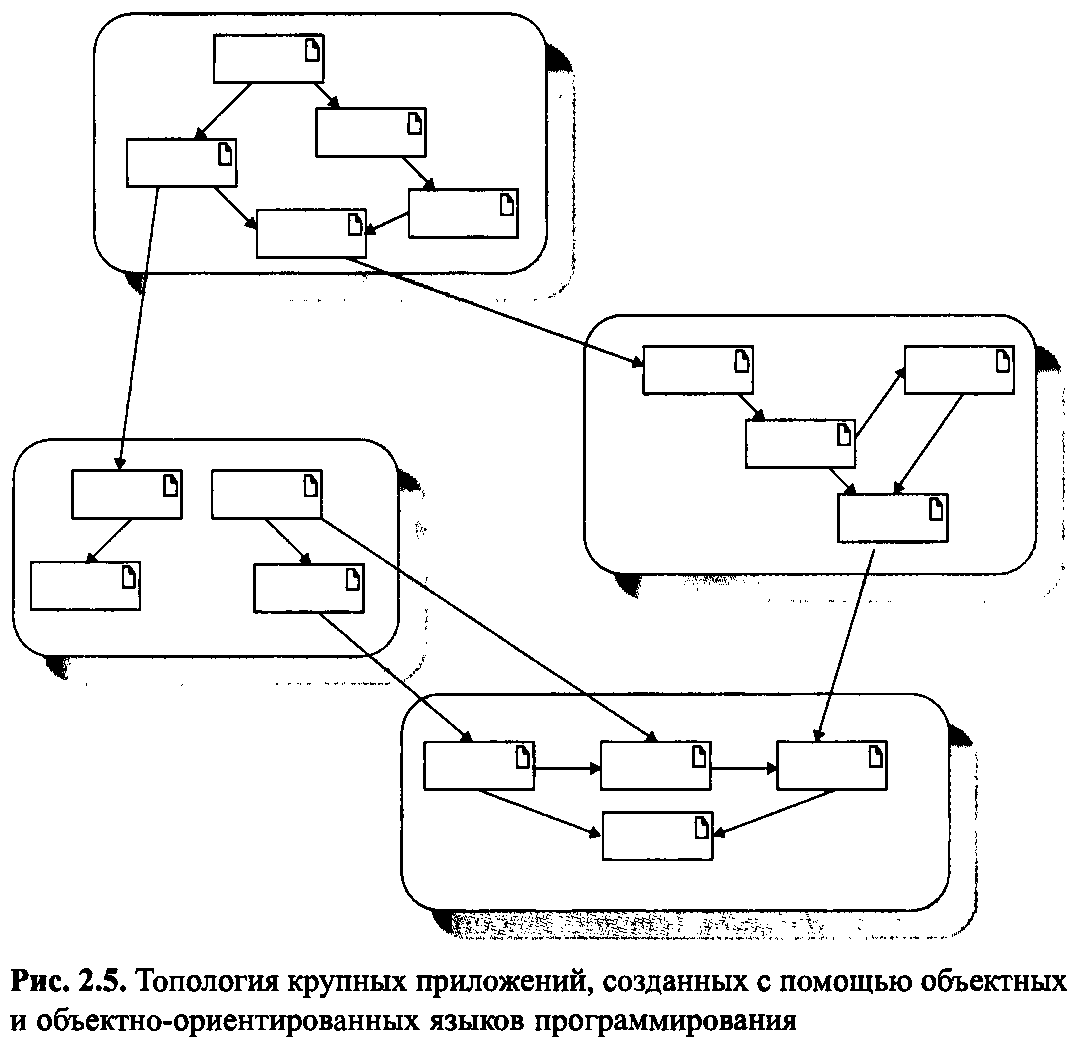 Рис. 2.5. Топология крупных приложений, созданных с помощью объектных
и объектно-ориентированных языков программирования